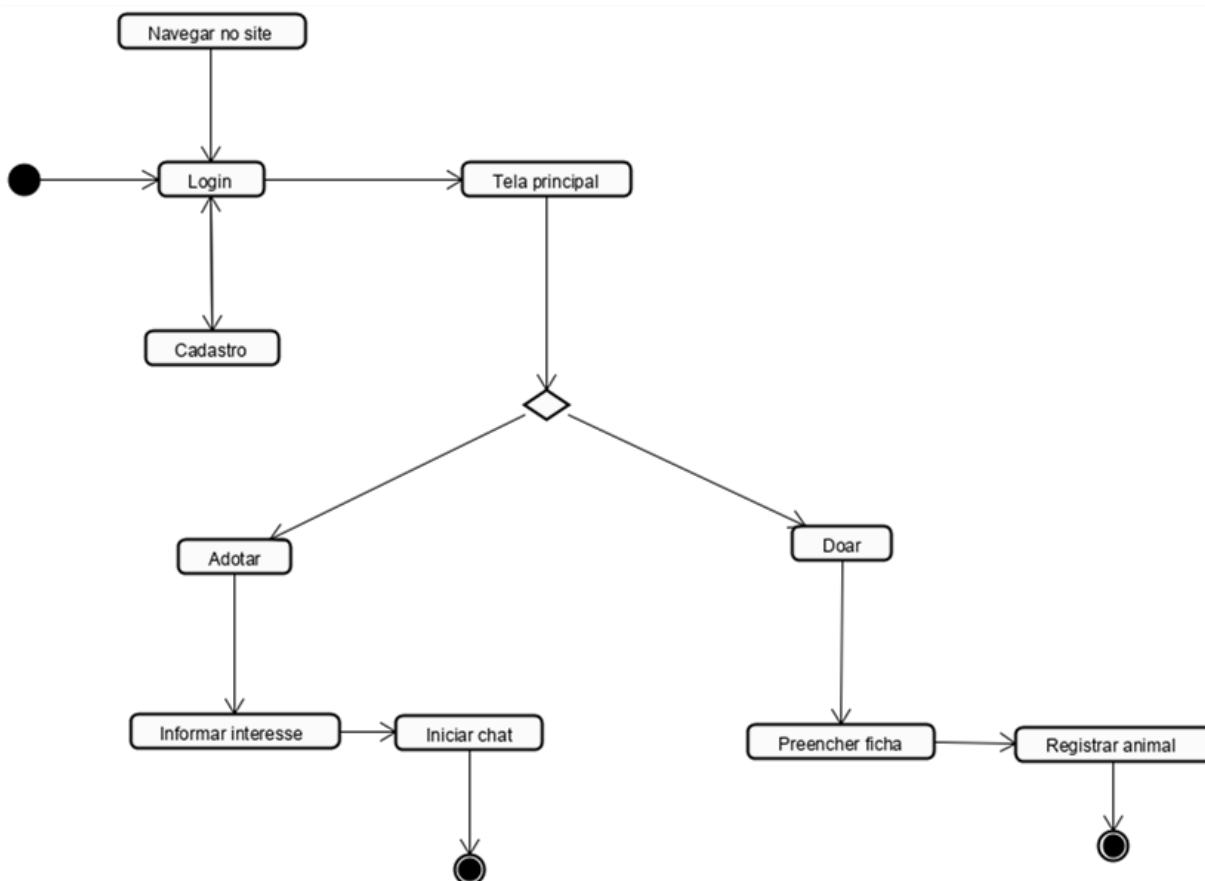 Navegar no site
Login
Tela principal
Cadastro
Adotar
Doar
Informar interesse
Iniciar chat
Preencher ficha
Registrar animal